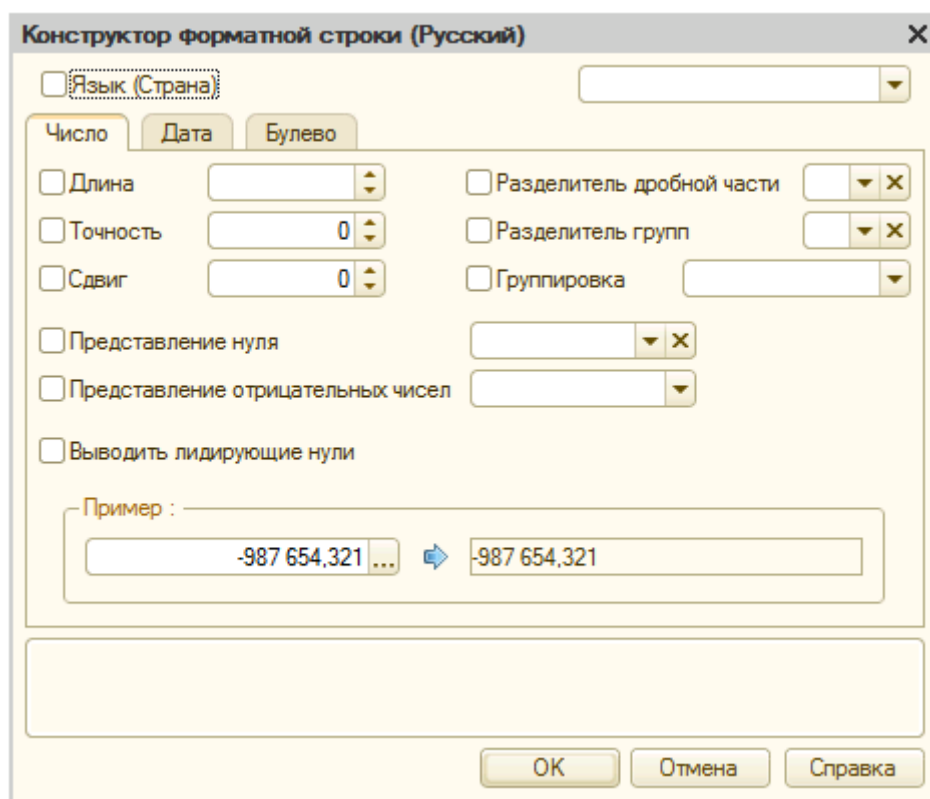 Конструктор форматной строки (Русский)
Язык (Страна)
Число Дата Булево
Длина Разделитель дробной части
Точность 0 Разделитель групп
Сдвиг 0 Группировка
Представление нуля
Представление отрицательных чисел
Выводить лидирующие нули
Пример :
-987 654,321 ... -987 654,321
OK Отмена Справка